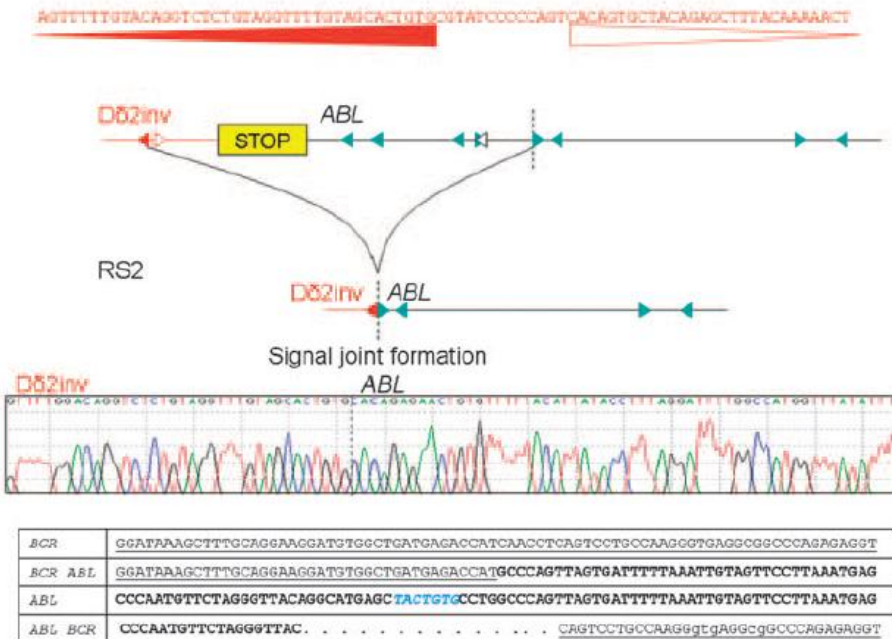 AGTTTTTGTACAGGTCTCTGTAGGTTTTGTAGCACTGTGCGTATCCCCCAGTCACAGTGCTACAGAGCTTTACAAAAACT
Dδ2inv ABL
STOP
RS2
Dδ2inv ABL
Signal joint formation
Dδ2inv ABL
BCR GGATAAAGCTTTGCAGGAAGGATGTGGCTGATGAGACCATCAACCTCAGTCCTGCCAAGGGTGAGGCGGCCCAGAGAGGT
BCR ABL GGATAAAGCTTTGCAGGAAGGATGTGGCTGATGAGACCATGCCCAGTTAGTGATTTTTAAATTGTAGTTCCTTAAATGAG
ABL CCCAATGTTCTAGGGTTACAGGCATGAGCTACTGTGCCTGGCCCAGTTAGTGATTTTTAAATTGTAGTTCCTTAAATGAG
ABL BCR CCCAATGTTCTAGGGTTAC. . . . . . . . . . . . . . . CAGTCCTGCCAAGGgtgAGGCgGCCCAGAGAGGT